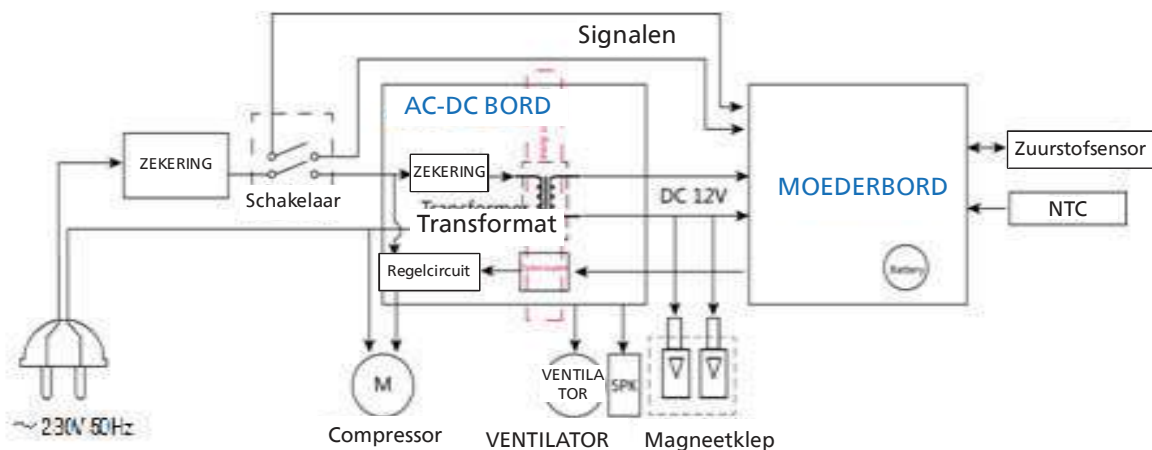 Signalen
AC-DC BORD
ZEKERING
ZEKERING
Schakelaar
Transformat
Regelcircuit
DC 12V
MOEDERBORD
Battery
Zuurstofsensor
NTC
~ 230V 50Hz
M
Compressor
VENTILA
TOR
VENTILATOR
SPK
Magneetklep